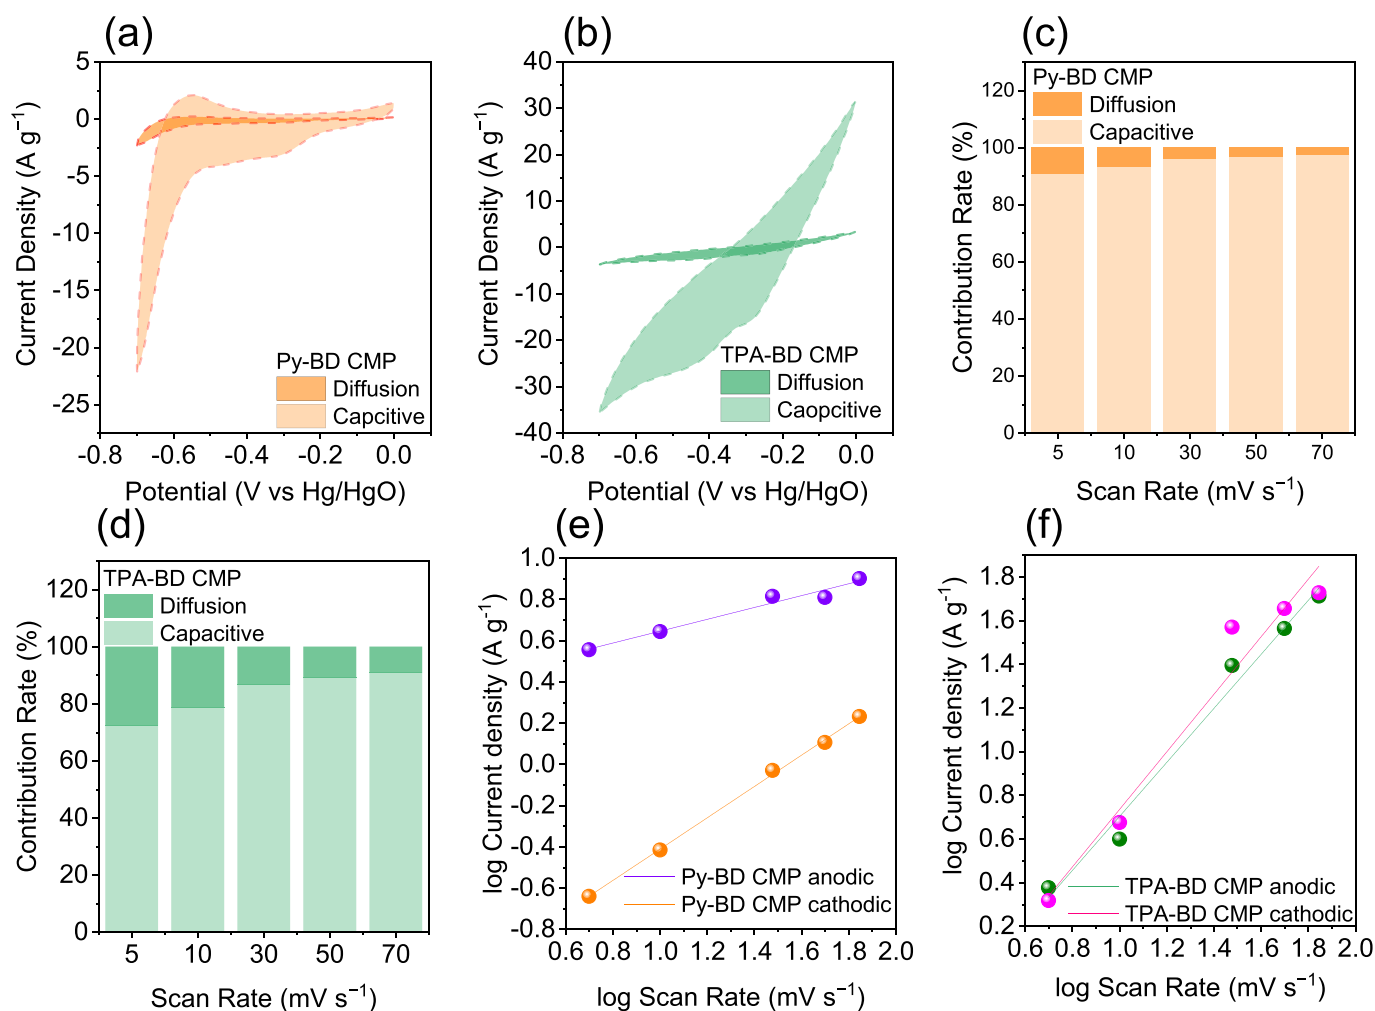 (a)
5
0
-5
-10
-15
-20
-25
Current Density (A g⁻¹)
Py-BD CMP
Diffusion
Capcitive
-0.8 -0.6 -0.4 -0.2 0.0
Potential (V vs Hg/HgO)
(b)
40
30
20
10
0
-10
-20
-30
-40
Current Density (A g⁻¹)
TPA-BD CMP
Diffusion
Caopcitive
-0.8 -0.6 -0.4 -0.2 0.0
Potential (V vs Hg/HgO)
(c)
120
100
80
60
40
20
0
Contribution Rate (%)
Py-BD CMP
Diffusion
Capacitive
5 10 30 50 70
Scan Rate (mV s⁻¹)
(d)
120
100
80
60
40
20
0
Contribution Rate (%)
TPA-BD CMP
Diffusion
Capacitive
5 10 30 50 70
Scan Rate (mV s⁻¹)
(e)
1.0
0.8
0.6
0.4
0.2
0.0
-0.2
-0.4
-0.6
-0.8
log Current density (A g⁻¹)
Py-BD CMP anodic
Py-BD CMP cathodic
0.6 0.8 1.0 1.2 1.4 1.6 1.8 2.0
log Scan Rate (mV s⁻¹)
(f)
1.8
1.6
1.4
1.2
1.0
0.8
0.6
0.4
0.2
log Current density (A g⁻¹)
TPA-BD CMP anodic
TPA-BD CMP cathodic
0.6 0.8 1.0 1.2 1.4 1.6 1.8 2.0
log Scan Rate (mV s⁻¹)